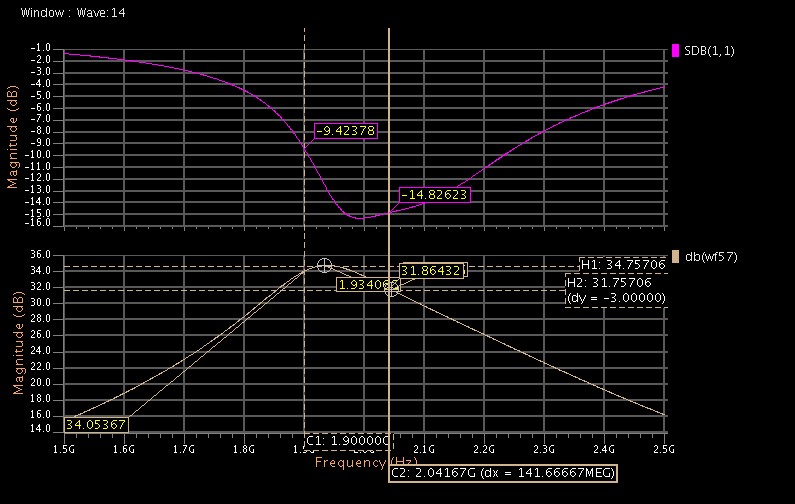 Window : Wave:14
SDB(1,1)
Magnitude (dB)
-1.0
-2.0
-3.0
-4.0
-5.0
-6.0
-7.0
-8.0
-9.0
-10.0
-11.0
-12.0
-13.0
-14.0
-15.0
-16.0
-9.42378
-14.82623
db(wf57)
Magnitude (dB)
36.0
34.0
32.0
30.0
28.0
26.0
24.0
22.0
20.0
18.0
16.0
14.0
H1: 34.75706
H2: 31.75706
(dy = -3.00000)
31.86432
1.93406
34.05367
C1: 1.90000
1.5G 1.6G 1.7G 1.8G 2.1G 2.2G 2.3G 2.4G 2.5G
Frequency (Hz)
C2: 2.04167G (dx = 141.66667MEG)